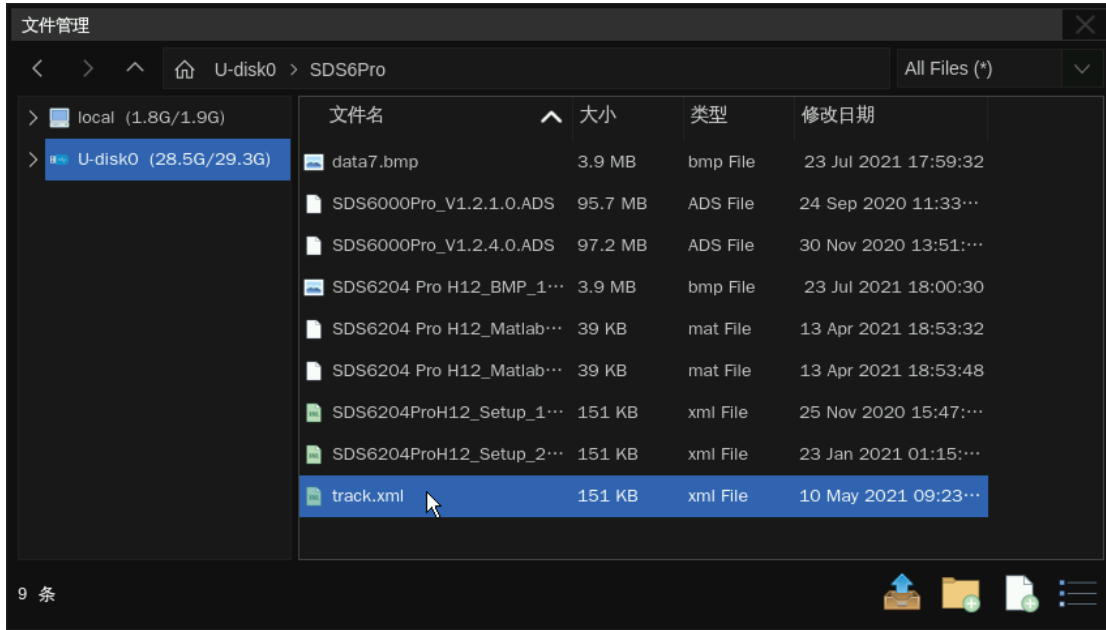 文件管理
U-disk0 > SDS6Pro All Files (*)
local (1.8G/1.9G)
U-disk0 (28.5G/29.3G)
文件名 大小 类型 修改日期
data7.bmp 3.9 MB bmp File 23 Jul 2021 17:59:32
SDS6000Pro_V1.2.1.0.ADS 95.7 MB ADS File 24 Sep 2020 11:33···
SDS6000Pro_V1.2.4.0.ADS 97.2 MB ADS File 30 Nov 2020 13:51:···
SDS6204 Pro H12_BMP_1··· 3.9 MB bmp File 23 Jul 2021 18:00:30
SDS6204 Pro H12_Matlab··· 39 KB mat File 13 Apr 2021 18:53:32
SDS6204 Pro H12_Matlab··· 39 KB mat File 13 Apr 2021 18:53:48
SDS6204ProH12_Setup_1··· 151 KB xml File 25 Nov 2020 15:47:···
SDS6204ProH12_Setup_2··· 151 KB xml File 23 Jan 2021 01:15:···
track.xml 151 KB xml File 10 May 2021 09:23···
9 条